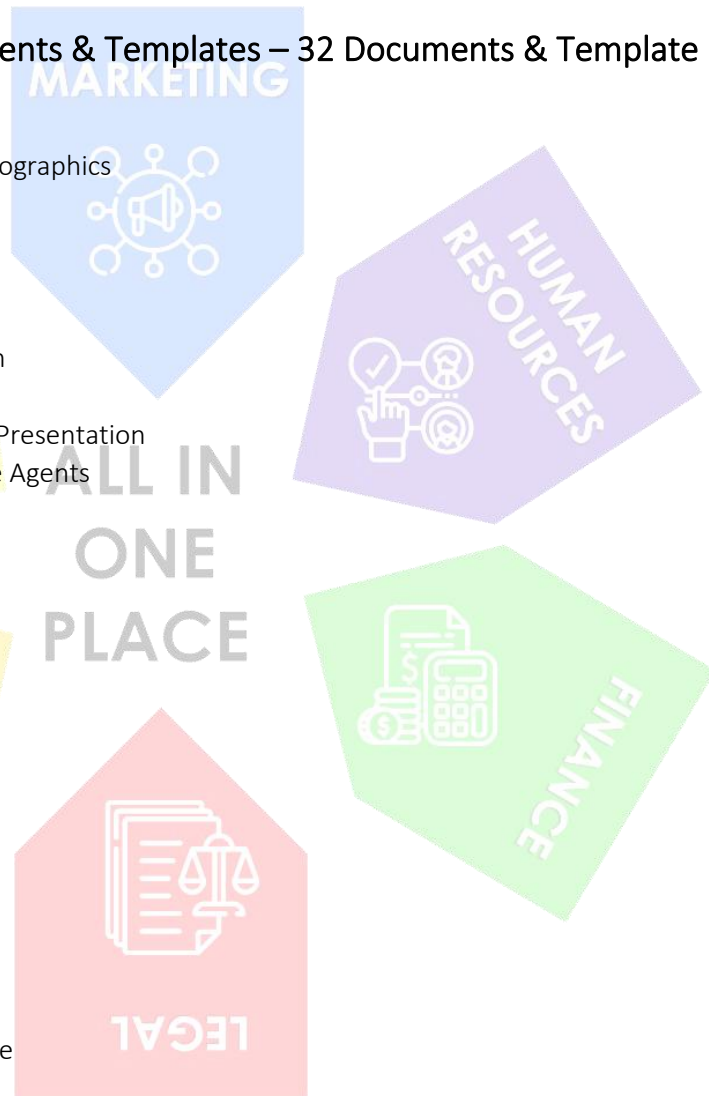 ents & Templates – 32 Documents & Template
MARKETING
ographics
HUMAN
RESOURCES
n
Presentation
e Agents
ALL IN
ONE
PLACE
FINANCE
LEGAL
e